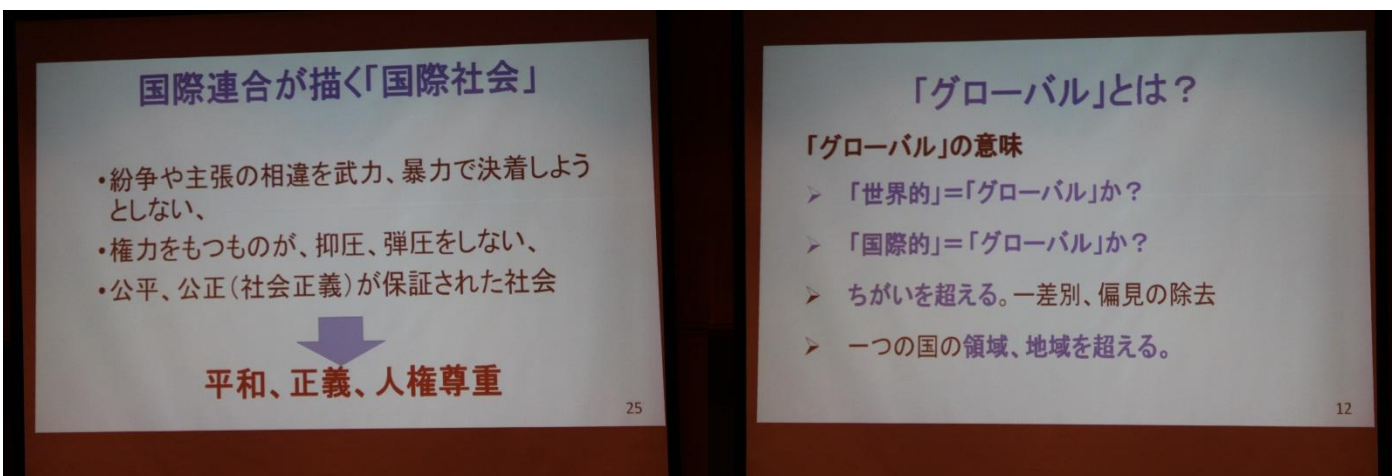 国際連合が描く「国際社会」
•紛争や主張の相違を武力、暴力で決着しよう
としない、
•権力をもつものが、抑圧、弾圧をしない、
•公平、公正(社会正義)が保証された社会
平和、正義、人権尊重
25
「グローバル」とは？
「グローバル」の意味
➢ 「世界的」=「グローバル」か？
➢ 「国際的」=「グローバル」か？
➢ ちがいを超える。―差別、偏見の除去
➢ 一つの国の領域、地域を超える。
12